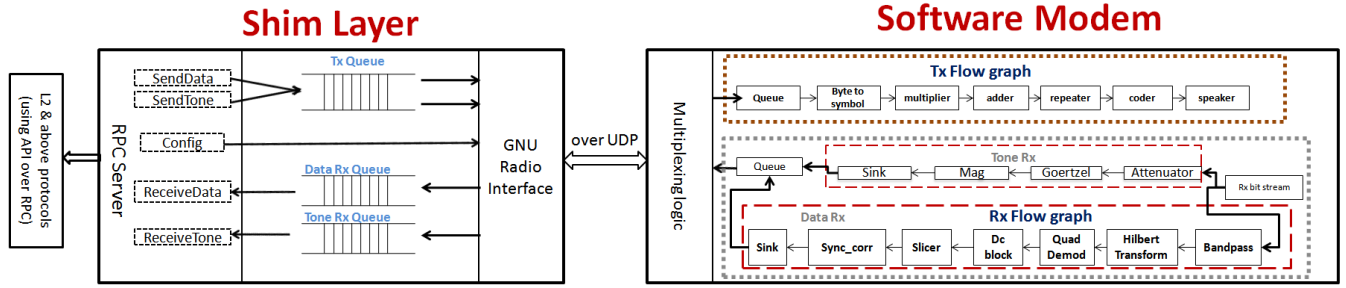 Shim Layer
Software Modem
L2 & above protocols
(using API over RPC)
RPC Server
SendData
SendTone
Config
ReceiveData
ReceiveTone
Tx Queue
Data Rx Queue
Tone Rx Queue
GNU
Radio
Interface
over UDP
Multiplexing logic
Tx Flow graph
Queue
Byte to
symbol
multiplier
adder
repeater
coder
speaker
Queue
Tone Rx
Sink
Mag
Goertzel
Attenuator
Rx bit stream
Data Rx
Rx Flow graph
Sink
Sync_corr
Slicer
Dc
block
Quad
Demod
Hilbert
Transform
Bandpass